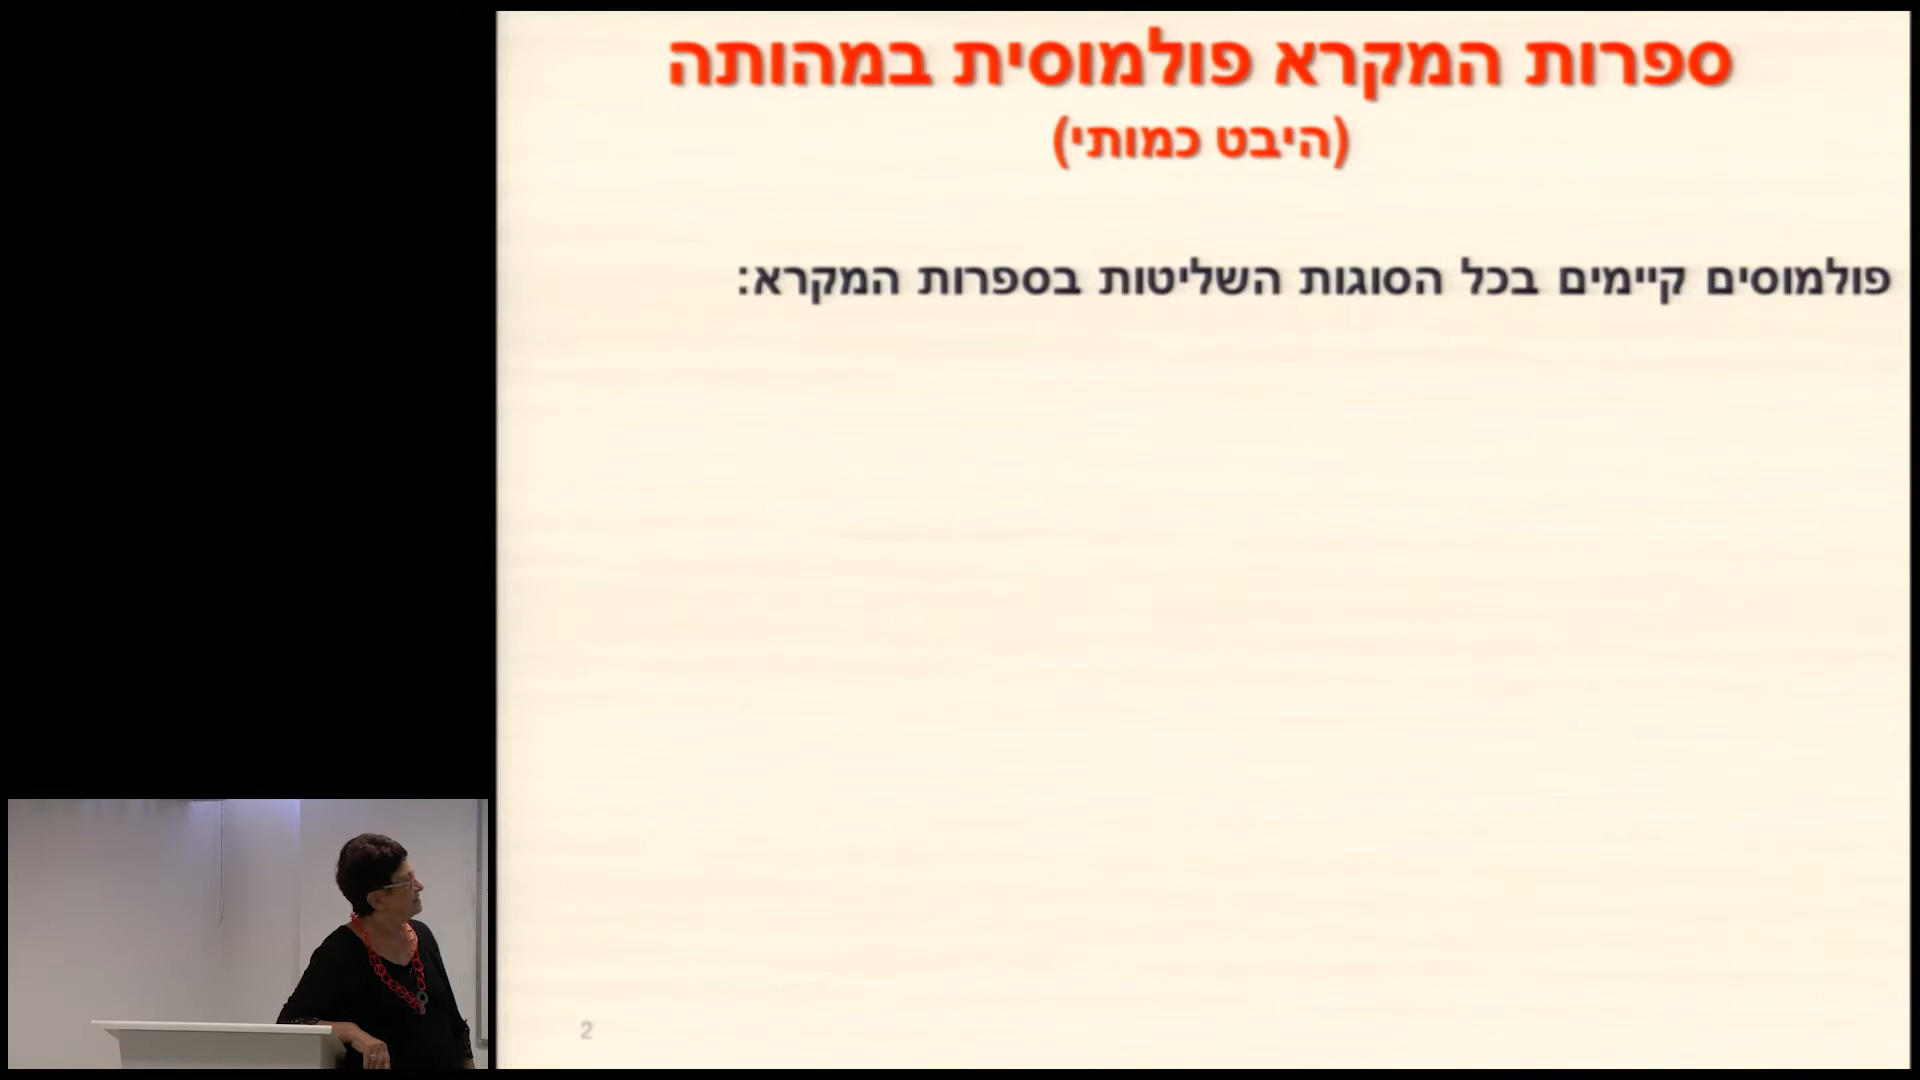 ספרות המקרא פולמוסית במהותה
(היבט כמותי)
פולמוסים קיימים בכל הסוגות השליטות בספרות המקרא:
2